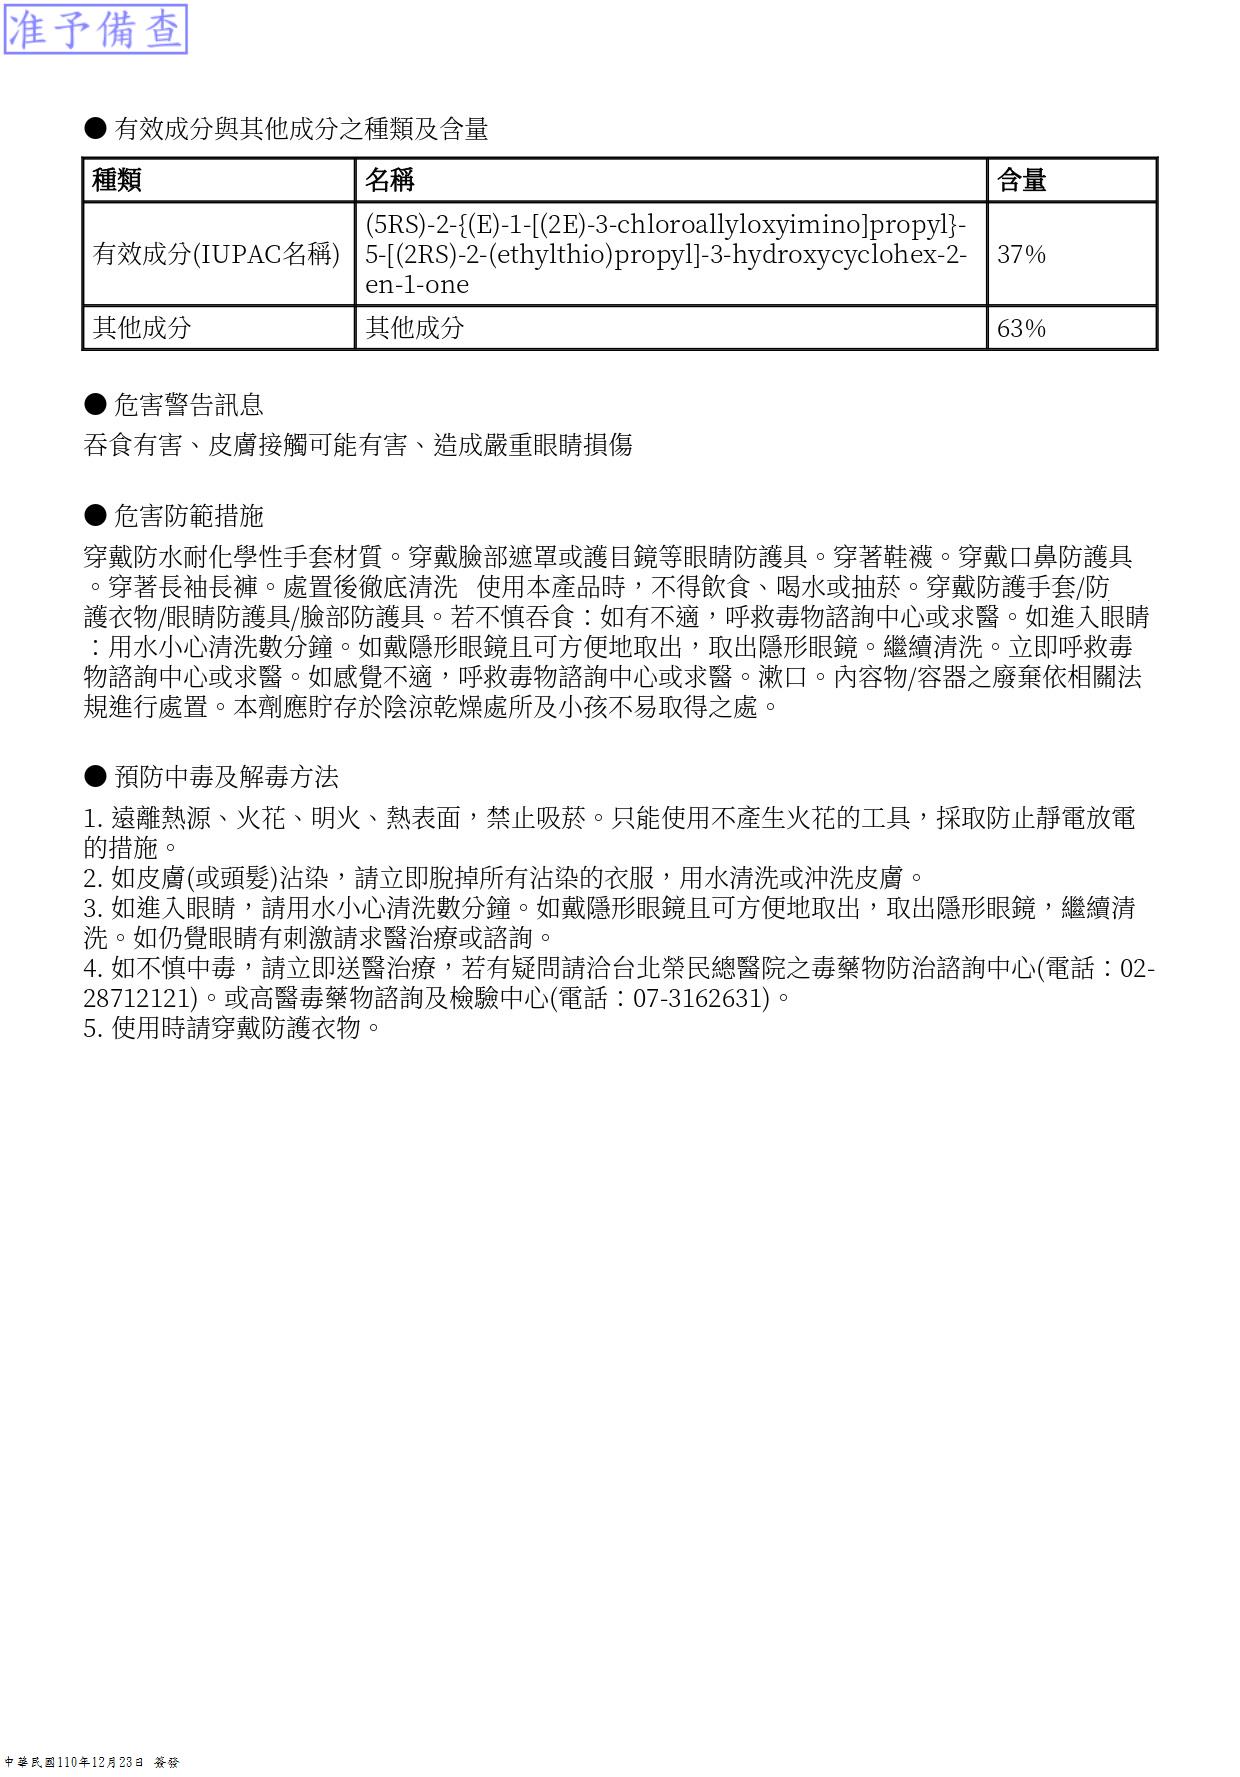 准予備查
● 有效成分與其他成分之種類及含量
種類 名稱 含量
有效成分(IUPAC名稱) (5RS)-2-{(E)-1-[(2E)-3-chloroallyloxyimino]propyl}-
5-[(2RS)-2-(ethylthio)propyl]-3-hydroxycyclohex-2-
en-1-one 37%
其他成分 其他成分 63%
● 危害警告訊息
吞食有害、皮膚接觸可能有害、造成嚴重眼睛損傷
● 危害防範措施
穿戴防水耐化學性手套材質。穿戴臉部遮罩或護目鏡等眼睛防護具。穿著鞋襪。穿戴口鼻防護具
。穿著長袖長褲。處置後徹底清洗 使用本產品時，不得飲食、喝水或抽菸。穿戴防護手套/防
護衣物/眼睛防護具/臉部防護具。若不慎吞食：如有不適，呼救毒物諮詢中心或求醫。如進入眼睛
：用水小心清洗數分鐘。如戴隱形眼鏡且可方便地取出，取出隱形眼鏡。繼續清洗。立即呼救毒
物諮詢中心或求醫。如感覺不適，呼救毒物諮詢中心或求醫。漱口。內容物/容器之廢棄依相關法
規進行處置。本劑應貯存於陰涼乾燥處所及小孩不易取得之處。
● 預防中毒及解毒方法
1. 遠離熱源、火花、明火、熱表面，禁止吸菸。只能使用不產生火花的工具，採取防止靜電放電
的措施。
2. 如皮膚(或頭髮)沾染，請立即脫掉所有沾染的衣服，用水清洗或沖洗皮膚。
3. 如進入眼睛，請用水小心清洗數分鐘。如戴隱形眼鏡且可方便地取出，取出隱形眼鏡，繼續清
洗。如仍覺眼睛有刺激請求醫治療或諮詢。
4. 如不慎中毒，請立即送醫治療，若有疑問請洽台北榮民總醫院之毒藥物防治諮詢中心(電話：02-
28712121)。或高醫毒藥物諮詢及檢驗中心(電話：07-3162631)。
5. 使用時請穿戴防護衣物。
中華民國110年12月23日 簽發